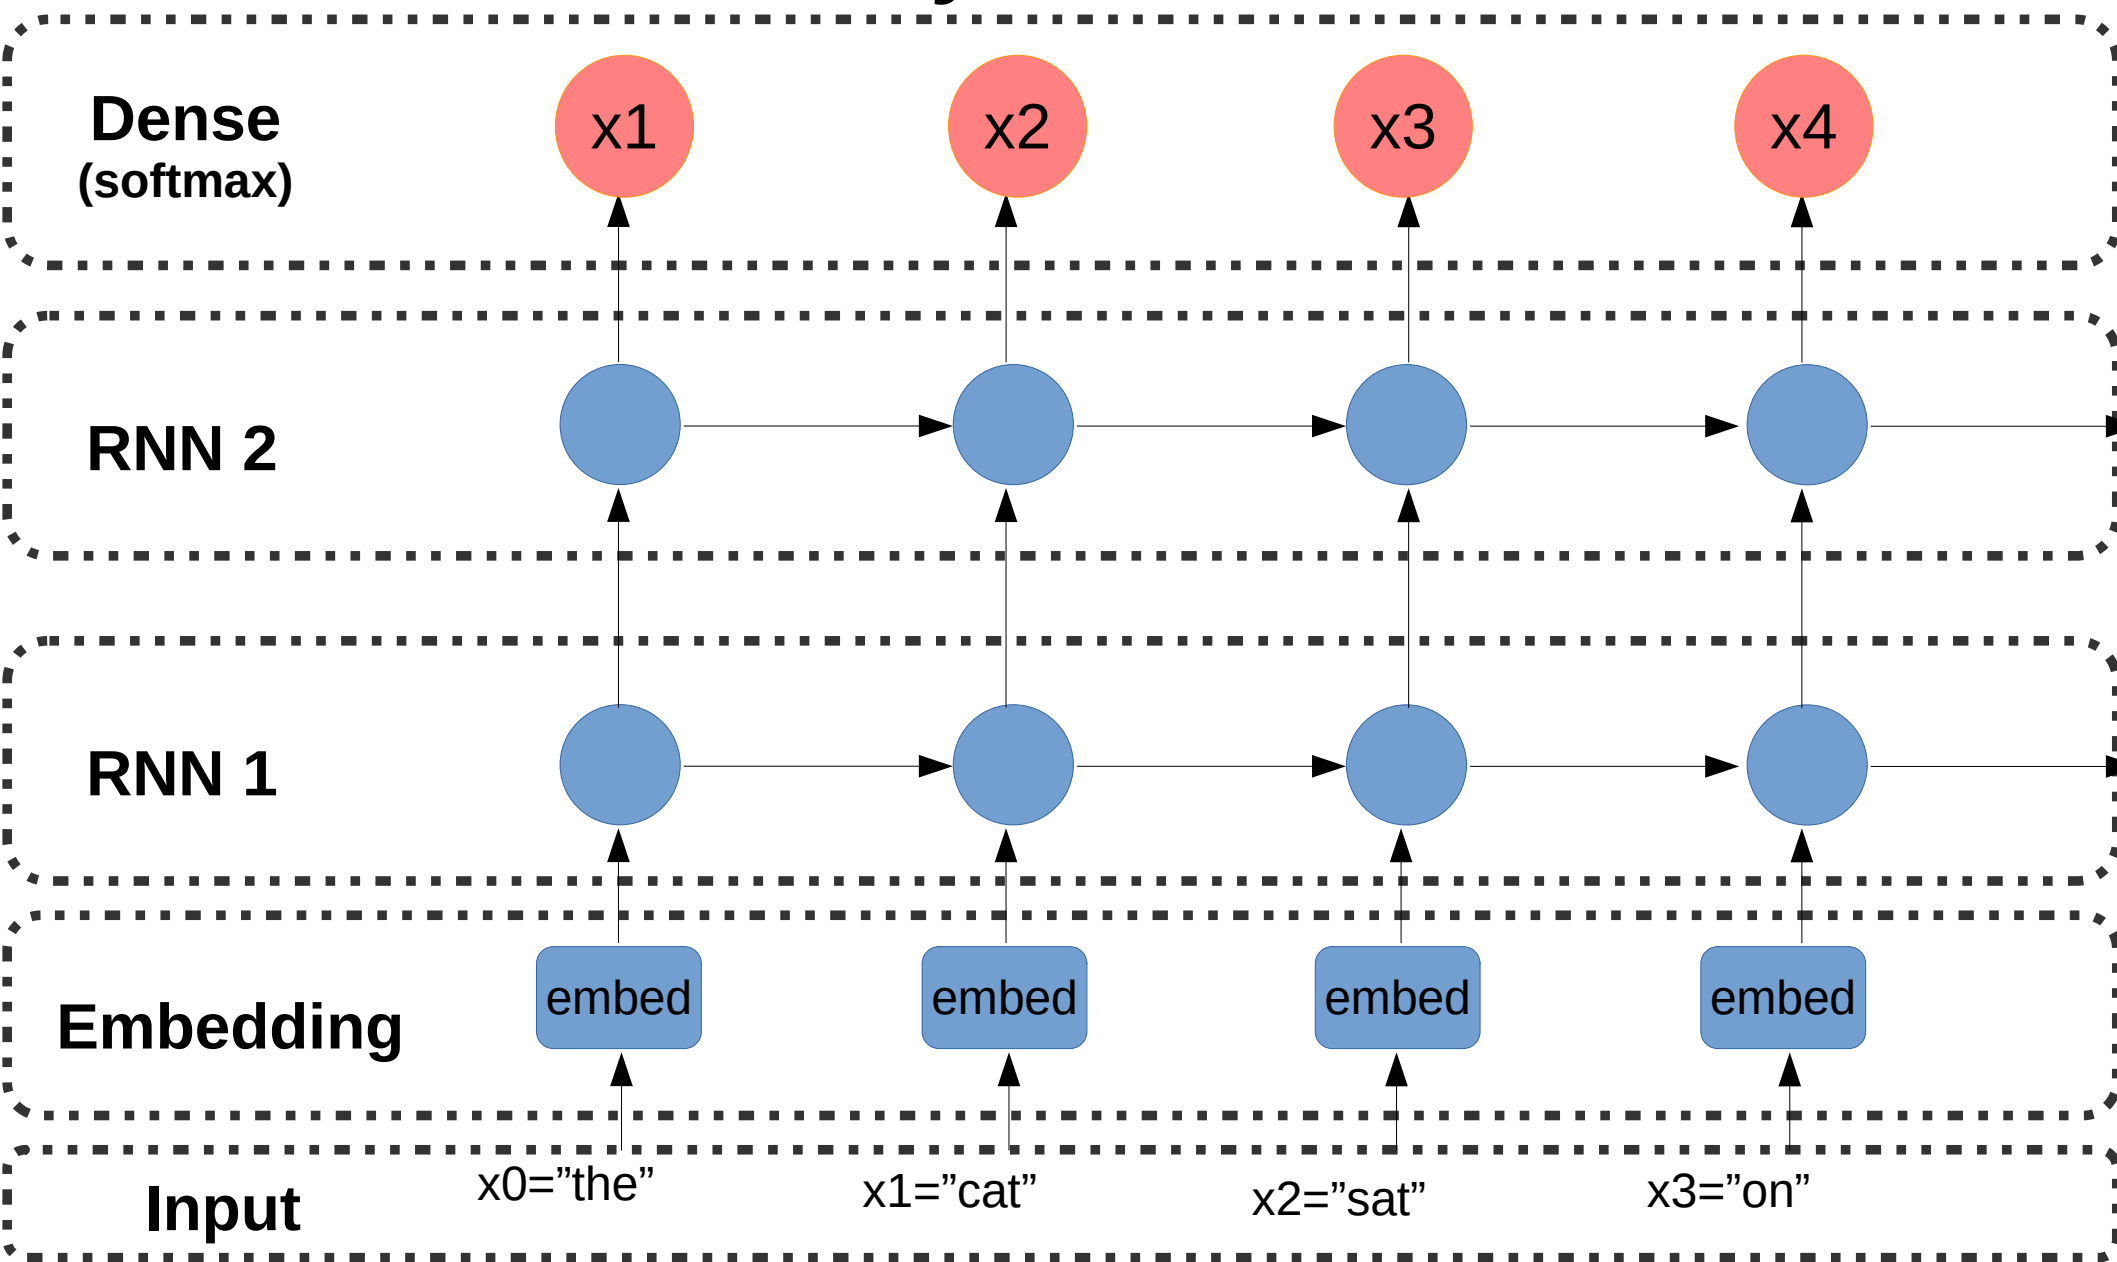 Dense
(softmax)
x1
x2
x3
x4
RNN 2
RNN 1
Embedding
embed
embed
embed
embed
Input
x0=”the”
x1=”cat”
x2=”sat”
x3=”on”